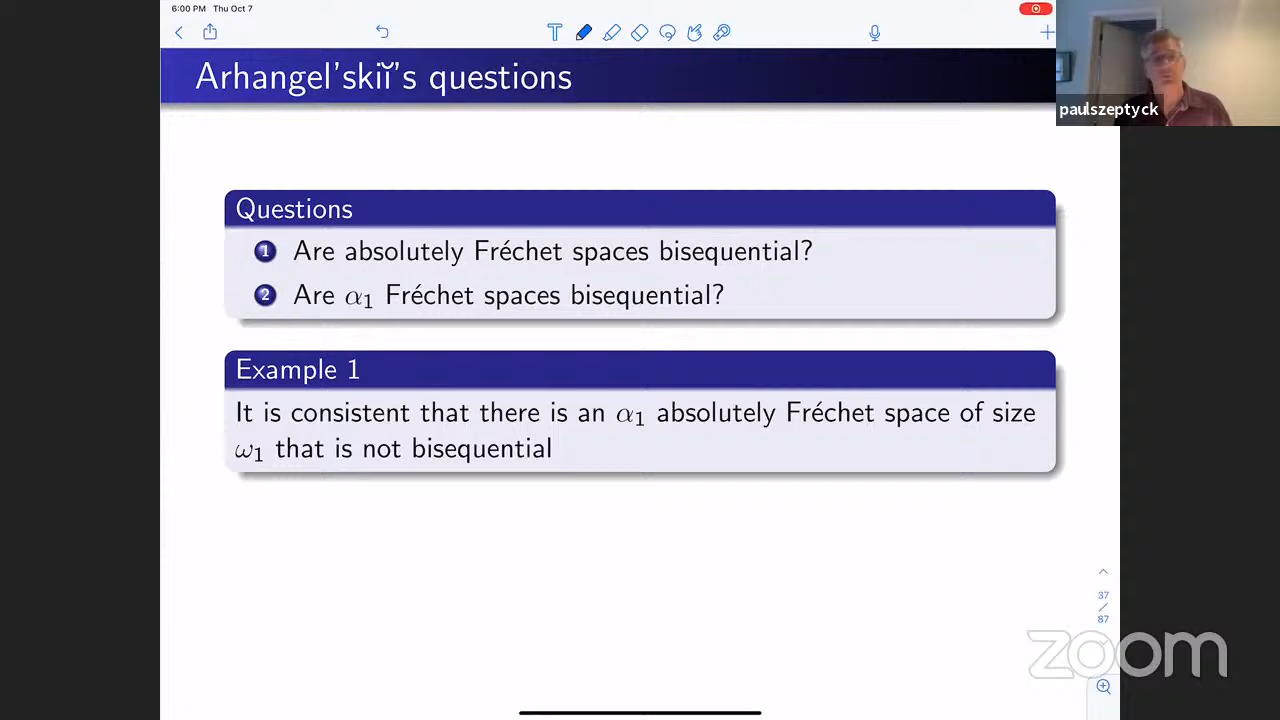 6:00 PM Thu Oct 7
Arhangel'skiĭ's questions
paulszeptyck
Questions
1 Are absolutely Fréchet spaces bisequential?
2 Are α₁ Fréchet spaces bisequential?
Example 1
It is consistent that there is an α₁ absolutely Fréchet space of size
ω₁ that is not bisequential
37
/
87
zoom